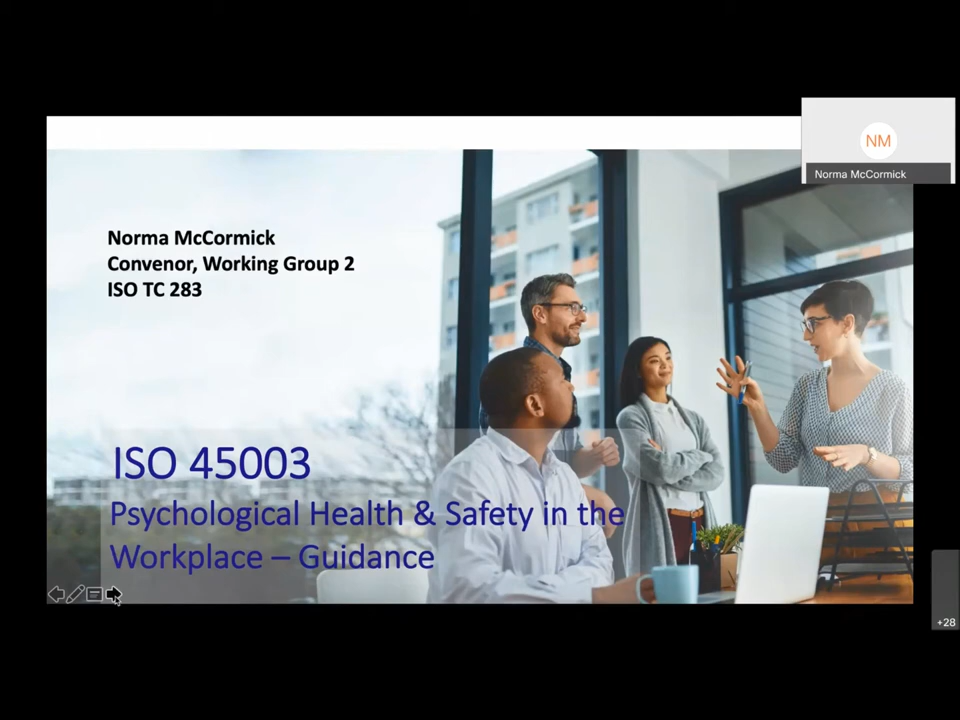 NM
Norma McCormick
Norma McCormick
Convenor, Working Group 2
ISO TC 283
ISO 45003
Psychological Health & Safety in the
Workplace – Guidance
+28